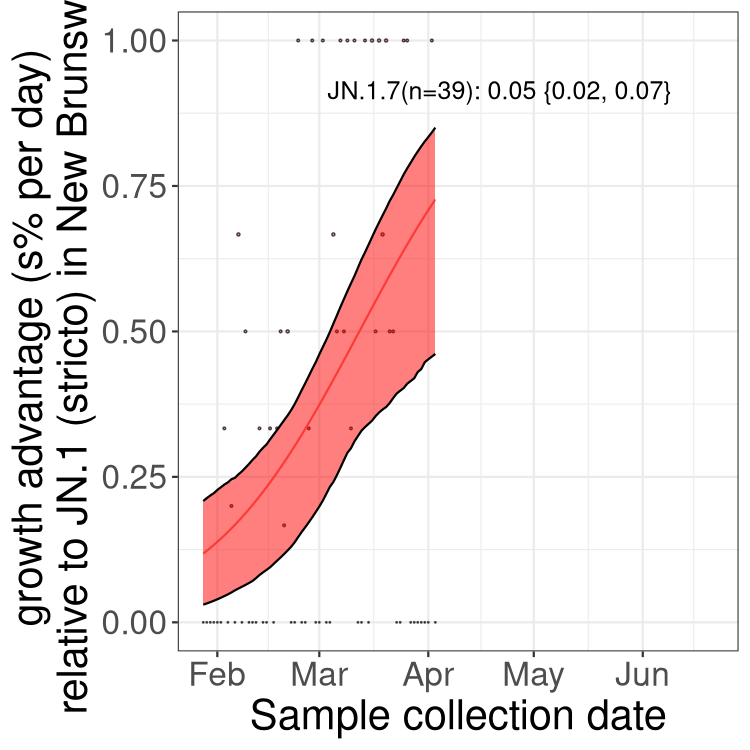 growth advantage (s% per day)
relative to JN.1 (stricto) in New Brunsw
1.00
0.75
0.50
0.25
0.00
JN.1.7(n=39): 0.05 {0.02, 0.07}
Feb Mar Apr May Jun
Sample collection date